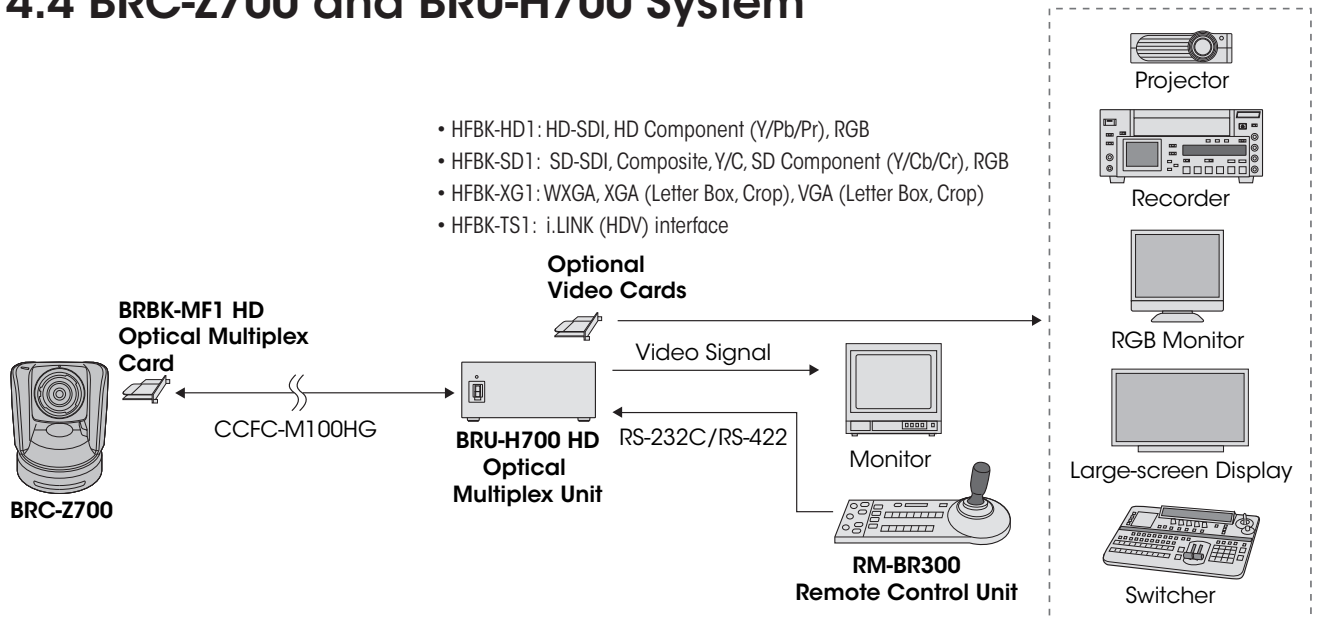 4.4 BRC-Z700 and BRU-H700 System
• HFBK-HD1: HD-SDI, HD Component (Y/Pb/Pr), RGB
• HFBK-SD1: SD-SDI, Composite, Y/C, SD Component (Y/Cb/Cr), RGB
• HFBK-XG1: WXGA, XGA (Letter Box, Crop), VGA (Letter Box, Crop)
• HFBK-TS1: i.LINK (HDV) interface
Optional
Video Cards
BRBK-MF1 HD
Optical Multiplex
Card
BRC-Z700
CCFC-M100HG
BRU-H700 HD
Optical
Multiplex Unit
Video Signal
RS-232C/RS-422
Monitor
RM-BR300
Remote Control Unit
Projector
Recorder
RGB Monitor
Large-screen Display
Switcher